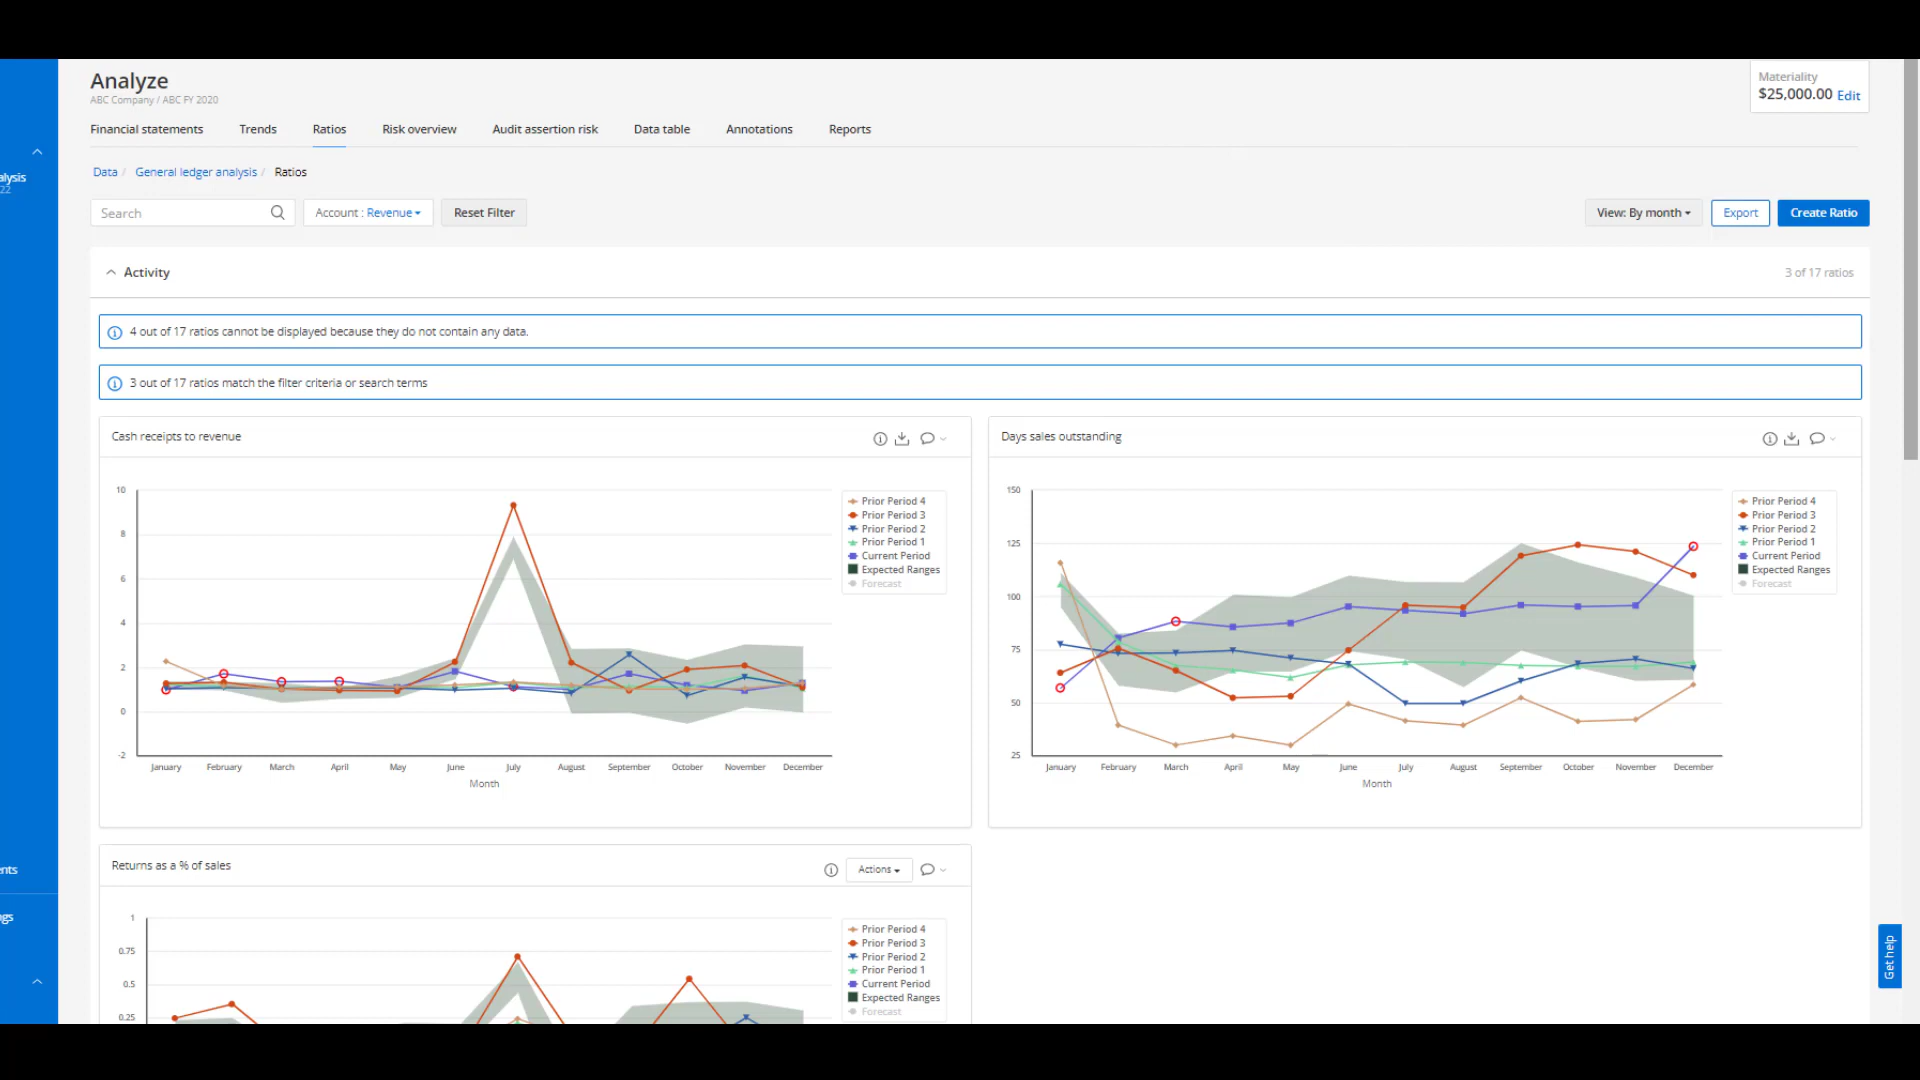 Analyze
ABC Company / ABC FY 2020
Materiality
$25,000.00 Edit
Financial statements Trends Ratios Risk overview Audit assertion risk Data table Annotations Reports
alysis
22
Data / General ledger analysis / Ratios
Search Account : Revenue Reset Filter View: By month Export Create Ratio
Activity 3 of 17 ratios
4 out of 17 ratios cannot be displayed because they do not contain any data.
3 out of 17 ratios match the filter criteria or search terms
Cash receipts to revenue
10
8
6
4
2
0
-2
January February March April May June July August September October November December
Month
Prior Period 4
Prior Period 3
Prior Period 2
Prior Period 1
Current Period
Expected Ranges
Forecast
Days sales outstanding
150
125
100
75
50
25
January February March April May June July August September October November December
Month
Prior Period 4
Prior Period 3
Prior Period 2
Prior Period 1
Current Period
Expected Ranges
Forecast
Returns as a % of sales
Actions
1
0.75
0.5
0.25
Prior Period 4
Prior Period 3
Prior Period 2
Prior Period 1
Current Period
Expected Ranges
Forecast
ents
ngs
Get help